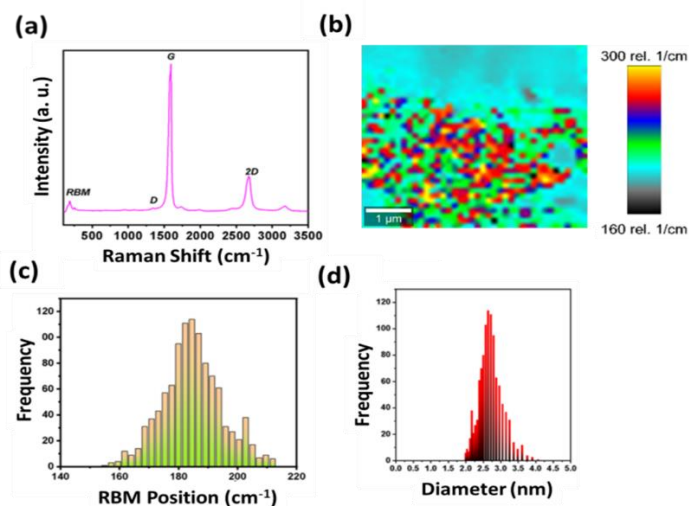 (a)
G
2D
D
RBM
Intensity (a. u.)
500 1000 1500 2000 2500 3000 3500
Raman Shift (cm-1)
(b)
300 rel. 1/cm
1 µm
160 rel. 1/cm
(c)
120
100
80
60
40
20
0
Frequency
140 160 180 200 220
RBM Position (cm-1)
(d)
120
100
80
60
40
20
0
Frequency
0.0 0.5 1.0 1.5 2.0 2.5 3.0 3.5 4.0 4.5 5.0
Diameter (nm)